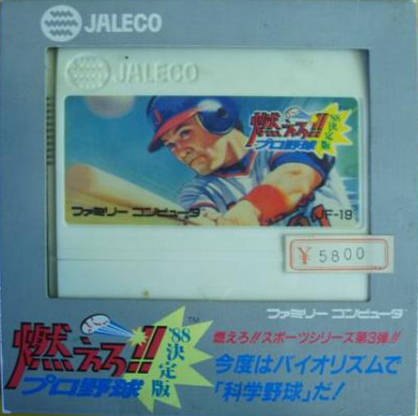 JALECO
JALECO
燃えろ!!
プロ野球
'88決定版
ファミリー コンピュータ
JF-19
¥5800
ファミリー コンピュータ
燃えろ!!
プロ野球
'88決定版
TM
燃えろ!!スポーツシリーズ第3弾!!
今度はバイオリズムで
「科学野球」だ!